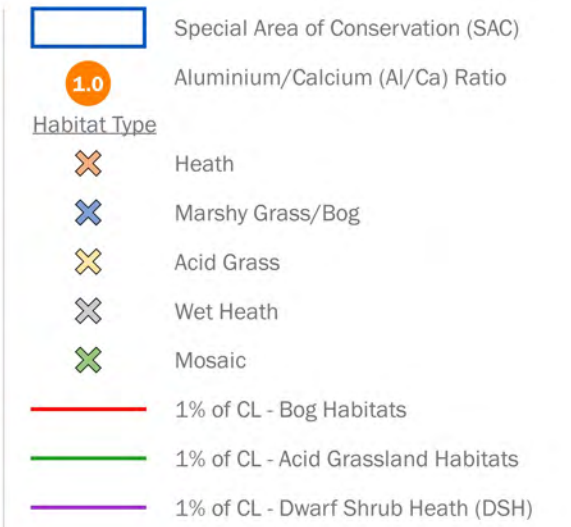 Special Area of Conservation (SAC)
1.0 Aluminium/Calcium (Al/Ca) Ratio
Habitat Type
Heath
Marshy Grass/Bog
Acid Grass
Wet Heath
Mosaic
1% of CL - Bog Habitats
1% of CL - Acid Grassland Habitats
1% of CL - Dwarf Shrub Heath (DSH)